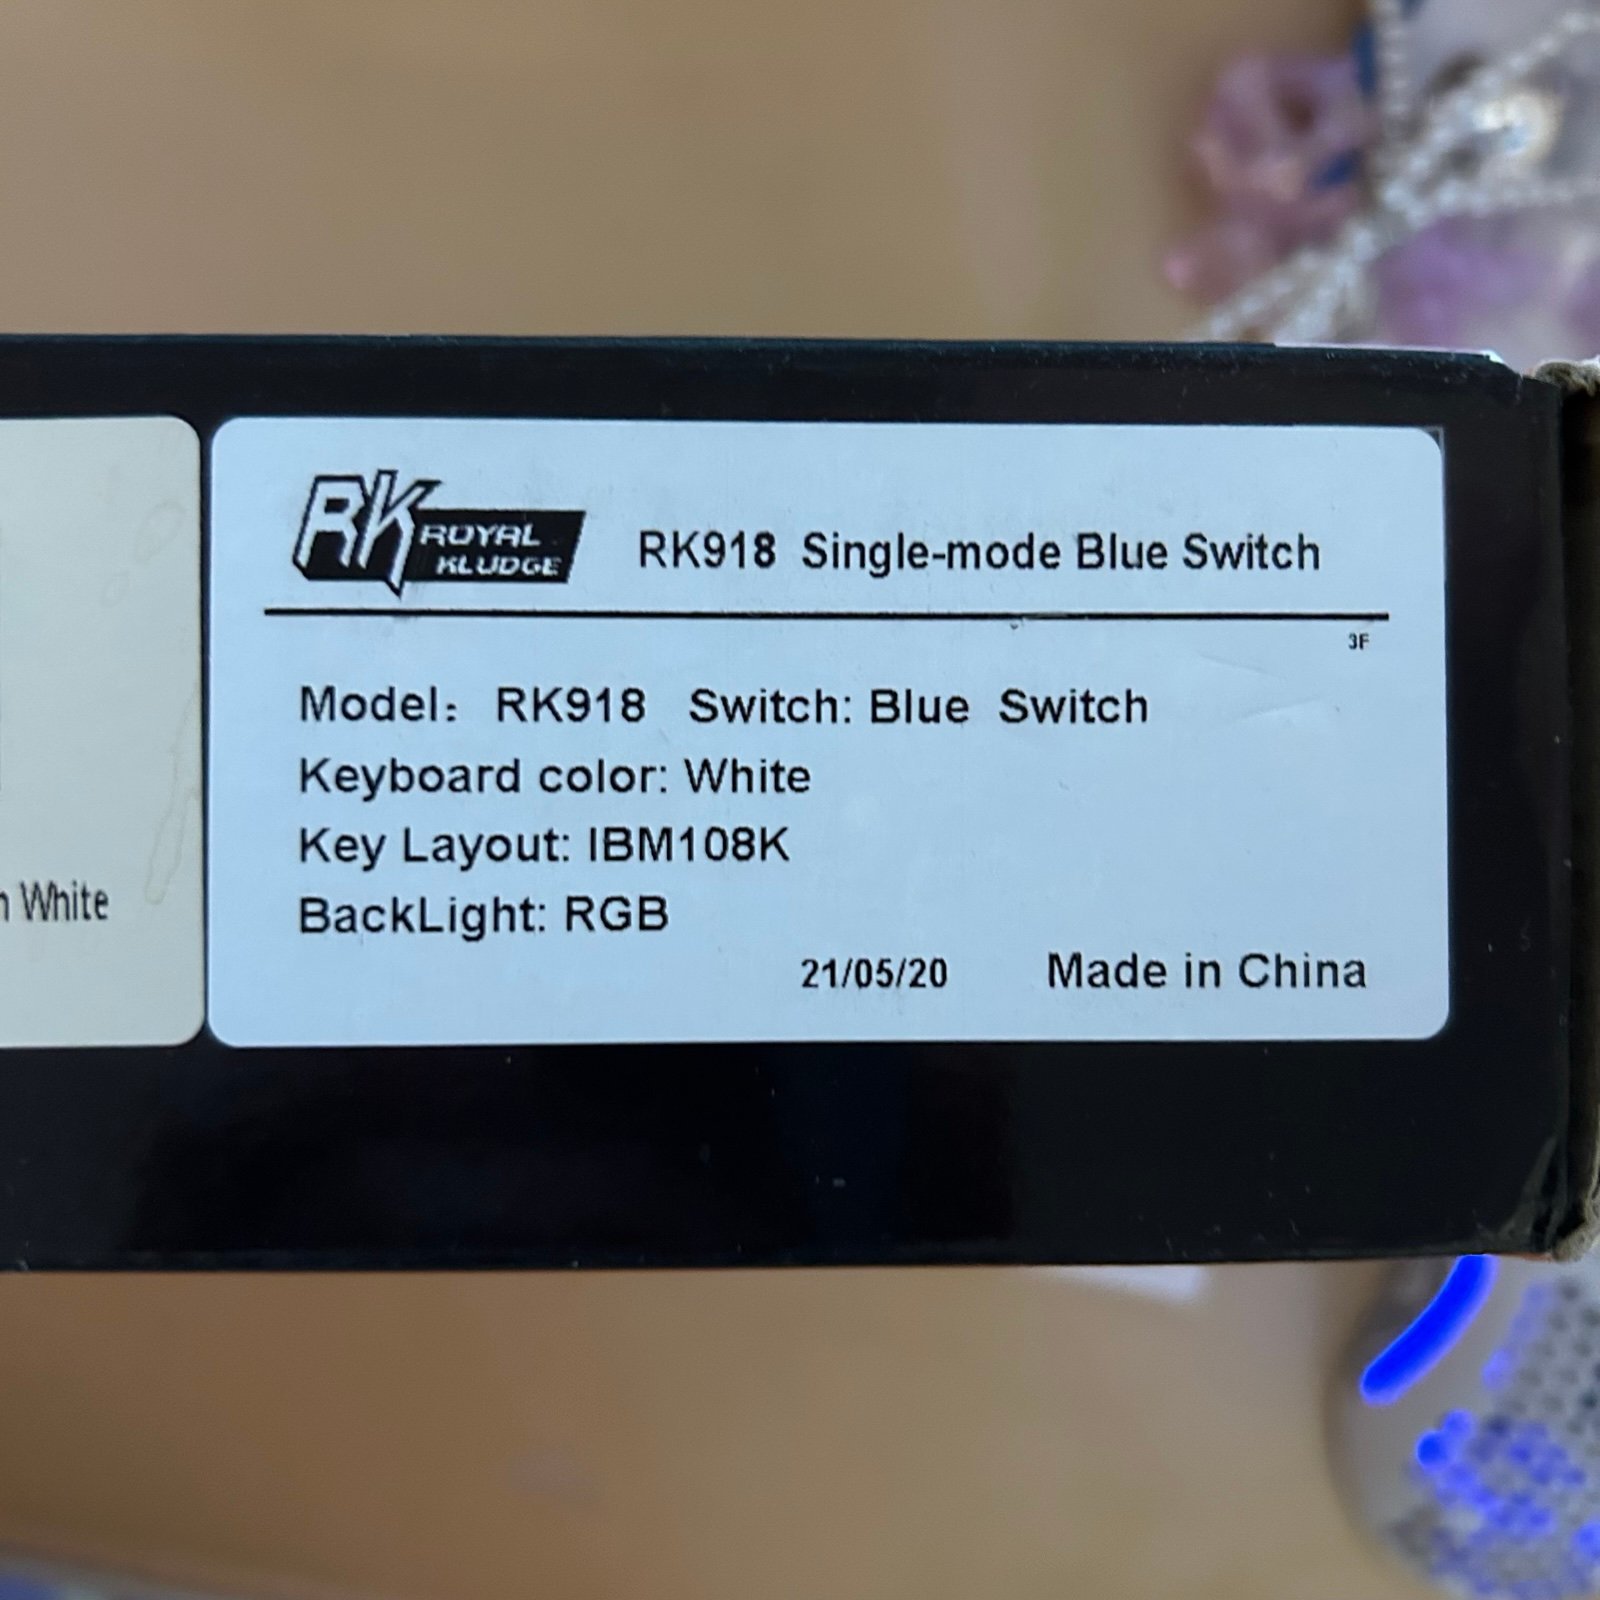 RK ROYAL KLUDGE
RK918 Single-mode Blue Switch
3F
Model: RK918 Switch: Blue Switch
Keyboard color: White
Key Layout: IBM108K
BackLight: RGB
21/05/20 Made in China
White